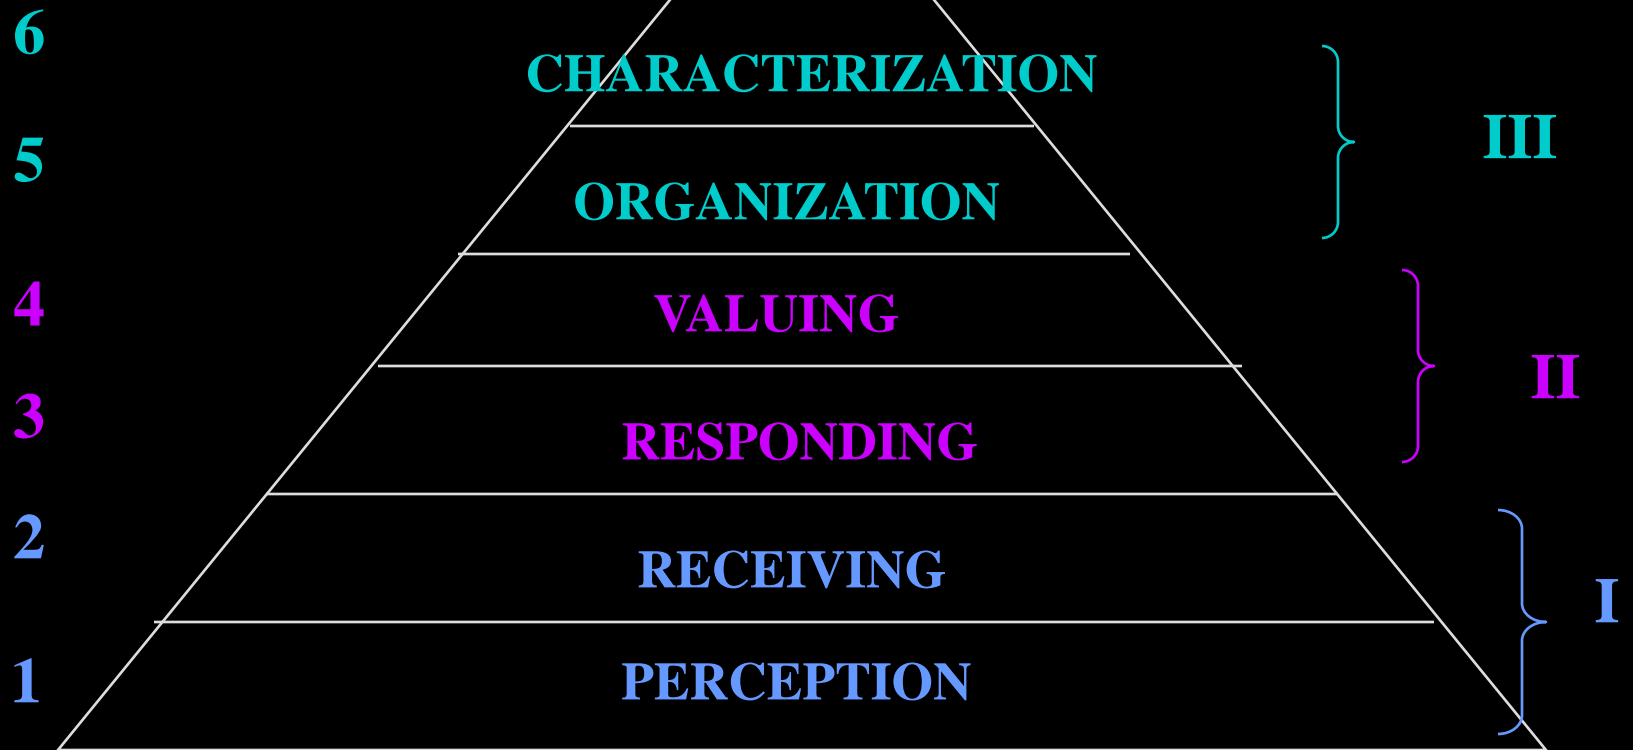 6
CHARACTERIZATION
III
5
ORGANIZATION
4
VALUING
II
3
RESPONDING
2
RECEIVING
I
1
PERCEPTION